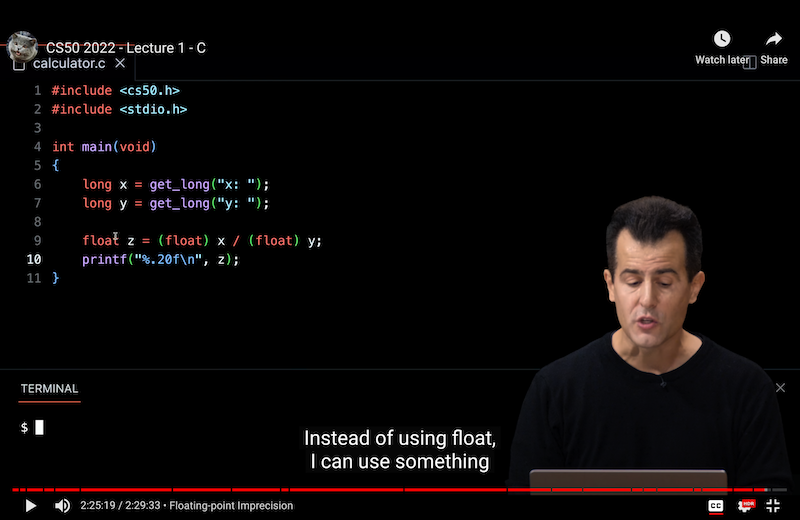 CS50 2022 - Lecture 1 - C
Watch later
Share
calculator.c
1 #include <cs50.h>
2 #include <stdio.h>
3
4 int main(void)
5 {
6 long x = get_long("x: ");
7 long y = get_long("y: ");
8
9 float z = (float) x / (float) y;
10 printf("%.20f\n", z);
11 }
TERMINAL
$
Instead of using float,
I can use something
2:25:19 / 2:29:33 • Floating-point Imprecision
CC
HDR